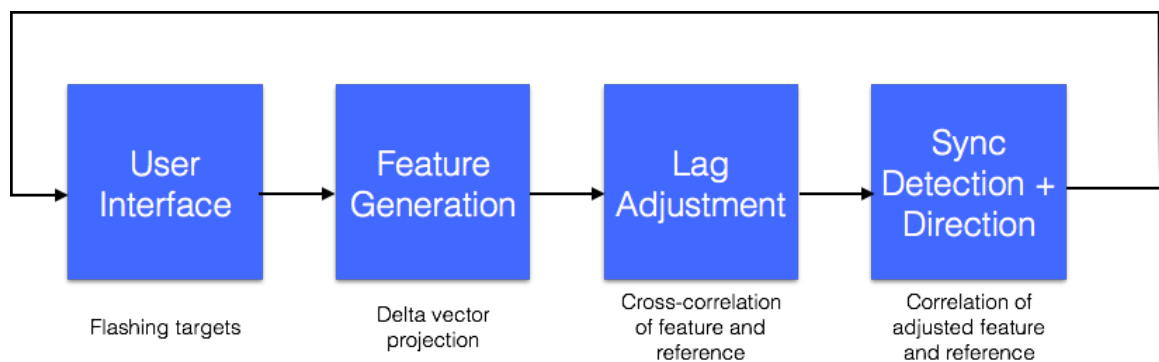 User
Interface
Feature
Generation
Lag
Adjustment
Sync
Detection +
Direction
Flashing targets
Delta vector
projection
Cross-correlation
of feature and
reference
Correlation of
adjusted feature
and reference